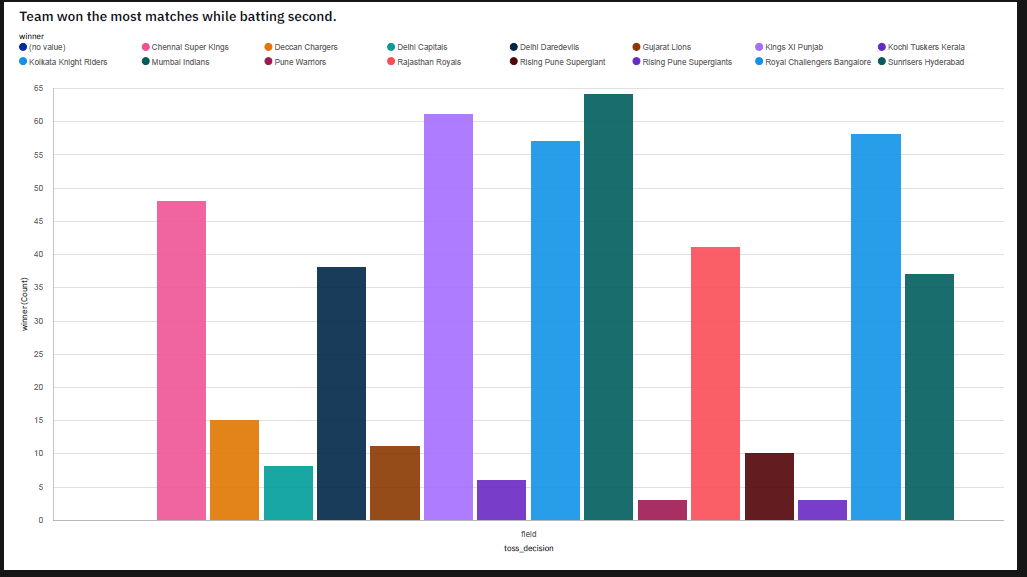 Team won the most matches while batting second.
winner
(no value) Chennai Super Kings Deccan Chargers Delhi Capitals Delhi Daredevils Gujarat Lions Kings XI Punjab Kochi Tuskers Kerala
Kolkata Knight Riders Mumbai Indians Pune Warriors Rajasthan Royals Rising Pune Supergiant Rising Pune Supergiants Royal Challengers Bangalore Sunrisers Hyderabad
65
60
55
50
45
40
35
30
25
20
15
10
5
0
winner (Count)
field
toss_decision